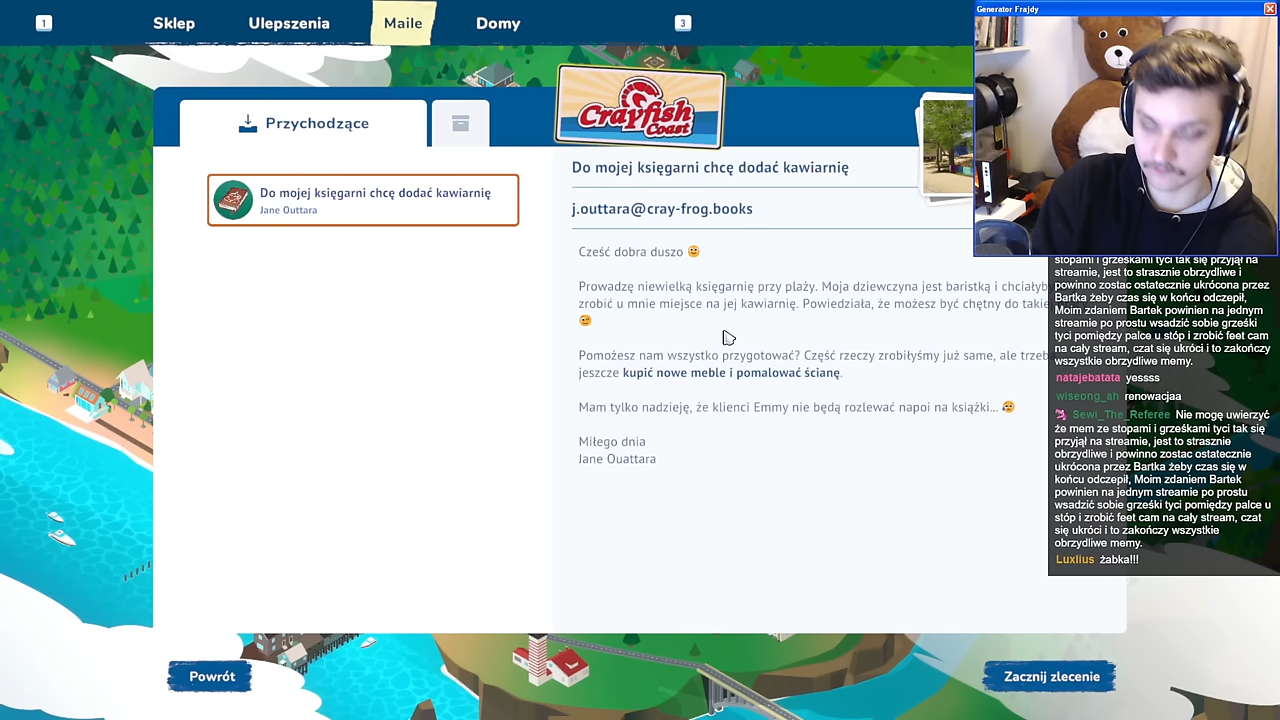 1
Sklep
Ulepszenia
Maile
Domy
3
Generator Frajdy
Przychodzące
Crayfish
Coast
Do mojej księgarni chcę dodać kawiarnię
Jane Outtara
Do mojej księgarni chcę dodać kawiarnię
j.outtara@cray-frog.books
Cześć dobra duszo
Prowadzę niewielką księgarnię przy plaży. Moja dziewczyna jest baristką i chciałyb
zrobić u mnie miejsce na jej kawiarnię. Powiedziała, że możesz być chętny do takie
Pomożesz nam wszystko przygotować? Część rzeczy zrobiłyśmy już same, ale trzeb
jeszcze kupić nowe meble i pomalować ścianę.
Mam tylko nadzieję, że klienci Emmy nie będą rozlewać napoi na książki...
Miłego dnia
Jane Ouattara
stopami i grześkami tyci tak się przyjął na
streamie, jest to strasznie obrzydliwe i
powinno zostac ostatecznie ukrócona przez
Bartka żeby czas się w końcu odczepił,
Moim zdaniem Bartek powinien na jednym
streamie po prostu wsadzić sobie grześki
tyci pomiędzy palce u stóp i zrobić feet cam
na cały stream, czat się ukróci i to zakończy
wszystkie obrzydliwe memy.
natajebatata yessss
wiseong_ah renowacjaa
Sewi_The_Referee Nie mogę uwierzyć
że mem ze stopami i grześkami tyci tak się
przyjął na streamie, jest to strasznie
obrzydliwe i powinno zostac ostatecznie
ukrócona przez Bartka żeby czas się w
końcu odczepił, Moim zdaniem Bartek
powinien na jednym streamie po prostu
wsadzić sobie grześki tyci pomiędzy palce u
stóp i zrobić feet cam na cały stream, czat
się ukróci i to zakończy wszystkie
obrzydliwe memy.
Luxlius żabka!!!
Powrót
Zacznij zlecenie